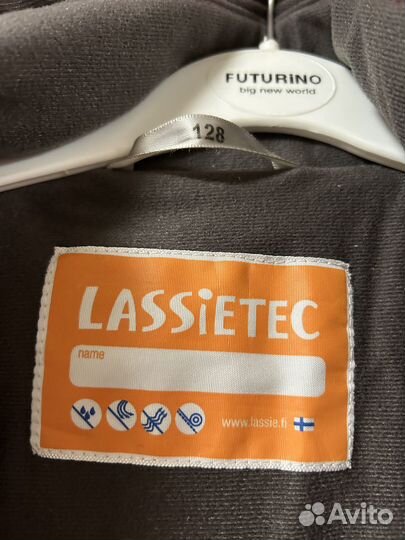 FUTURiNO
big new world
128
LASSiETEC
name
www.lassie.fi
Avito